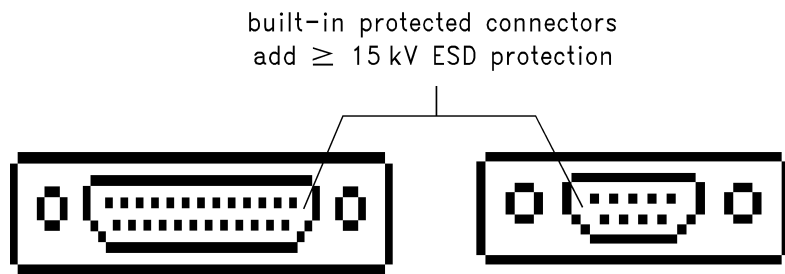 built-in protected connectors
add ≥ 15 kV ESD protection